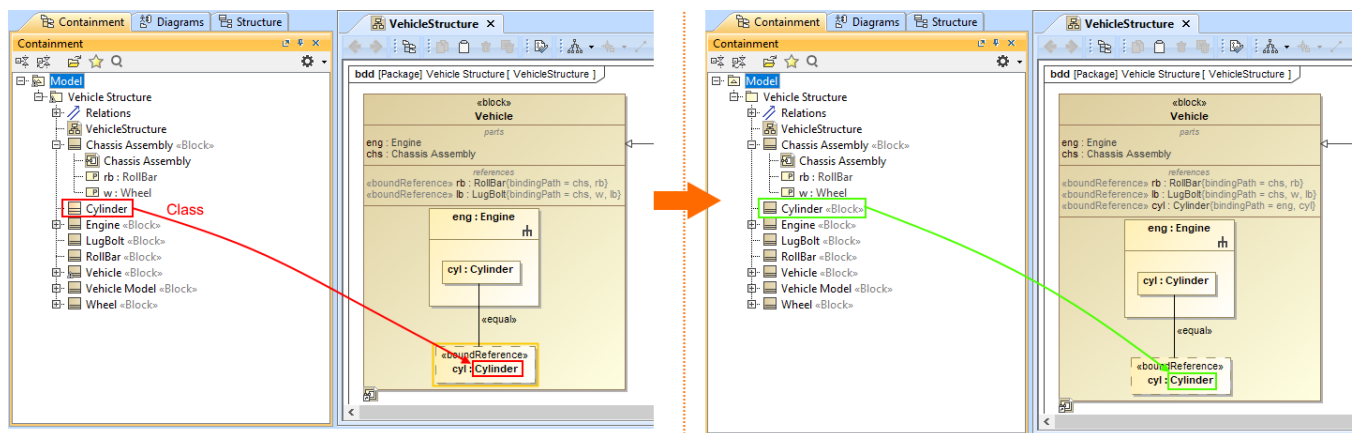 Containment
Diagrams
Structure
Containment
Model
Vehicle Structure
Relations
VehicleStructure
Chassis Assembly «Block»
Chassis Assembly
rb : RollBar
w : Wheel
Cylinder
Class
Engine «Block»
LugBolt «Block»
RollBar «Block»
Vehicle «Block»
Vehicle Model «Block»
Wheel «Block»
VehicleStructure ×
bdd [Package] Vehicle Structure [ VehicleStructure ]
«block»
Vehicle
parts
eng : Engine
chs : Chassis Assembly
references
«boundReference» rb : RollBar{bindingPath = chs, rb}
«boundReference» lb : LugBolt{bindingPath = chs, w, lb}
eng : Engine
cyl : Cylinder
«equal»
«boundReference»
cyl : Cylinder
Containment
Diagrams
Structure
Containment
Model
Vehicle Structure
Relations
VehicleStructure
Chassis Assembly «Block»
Chassis Assembly
rb : RollBar
w : Wheel
Cylinder «Block»
Engine «Block»
LugBolt «Block»
RollBar «Block»
Vehicle «Block»
Vehicle Model «Block»
Wheel «Block»
VehicleStructure ×
bdd [Package] Vehicle Structure [ VehicleStructure ]
«block»
Vehicle
parts
eng : Engine
chs : Chassis Assembly
references
«boundReference» rb : RollBar{bindingPath = chs, rb}
«boundReference» lb : LugBolt{bindingPath = chs, w, lb}
«boundReference» cyl : Cylinder{bindingPath = eng, cyl}
eng : Engine
cyl : Cylinder
«equal»
«boundReference»
cyl : Cylinder